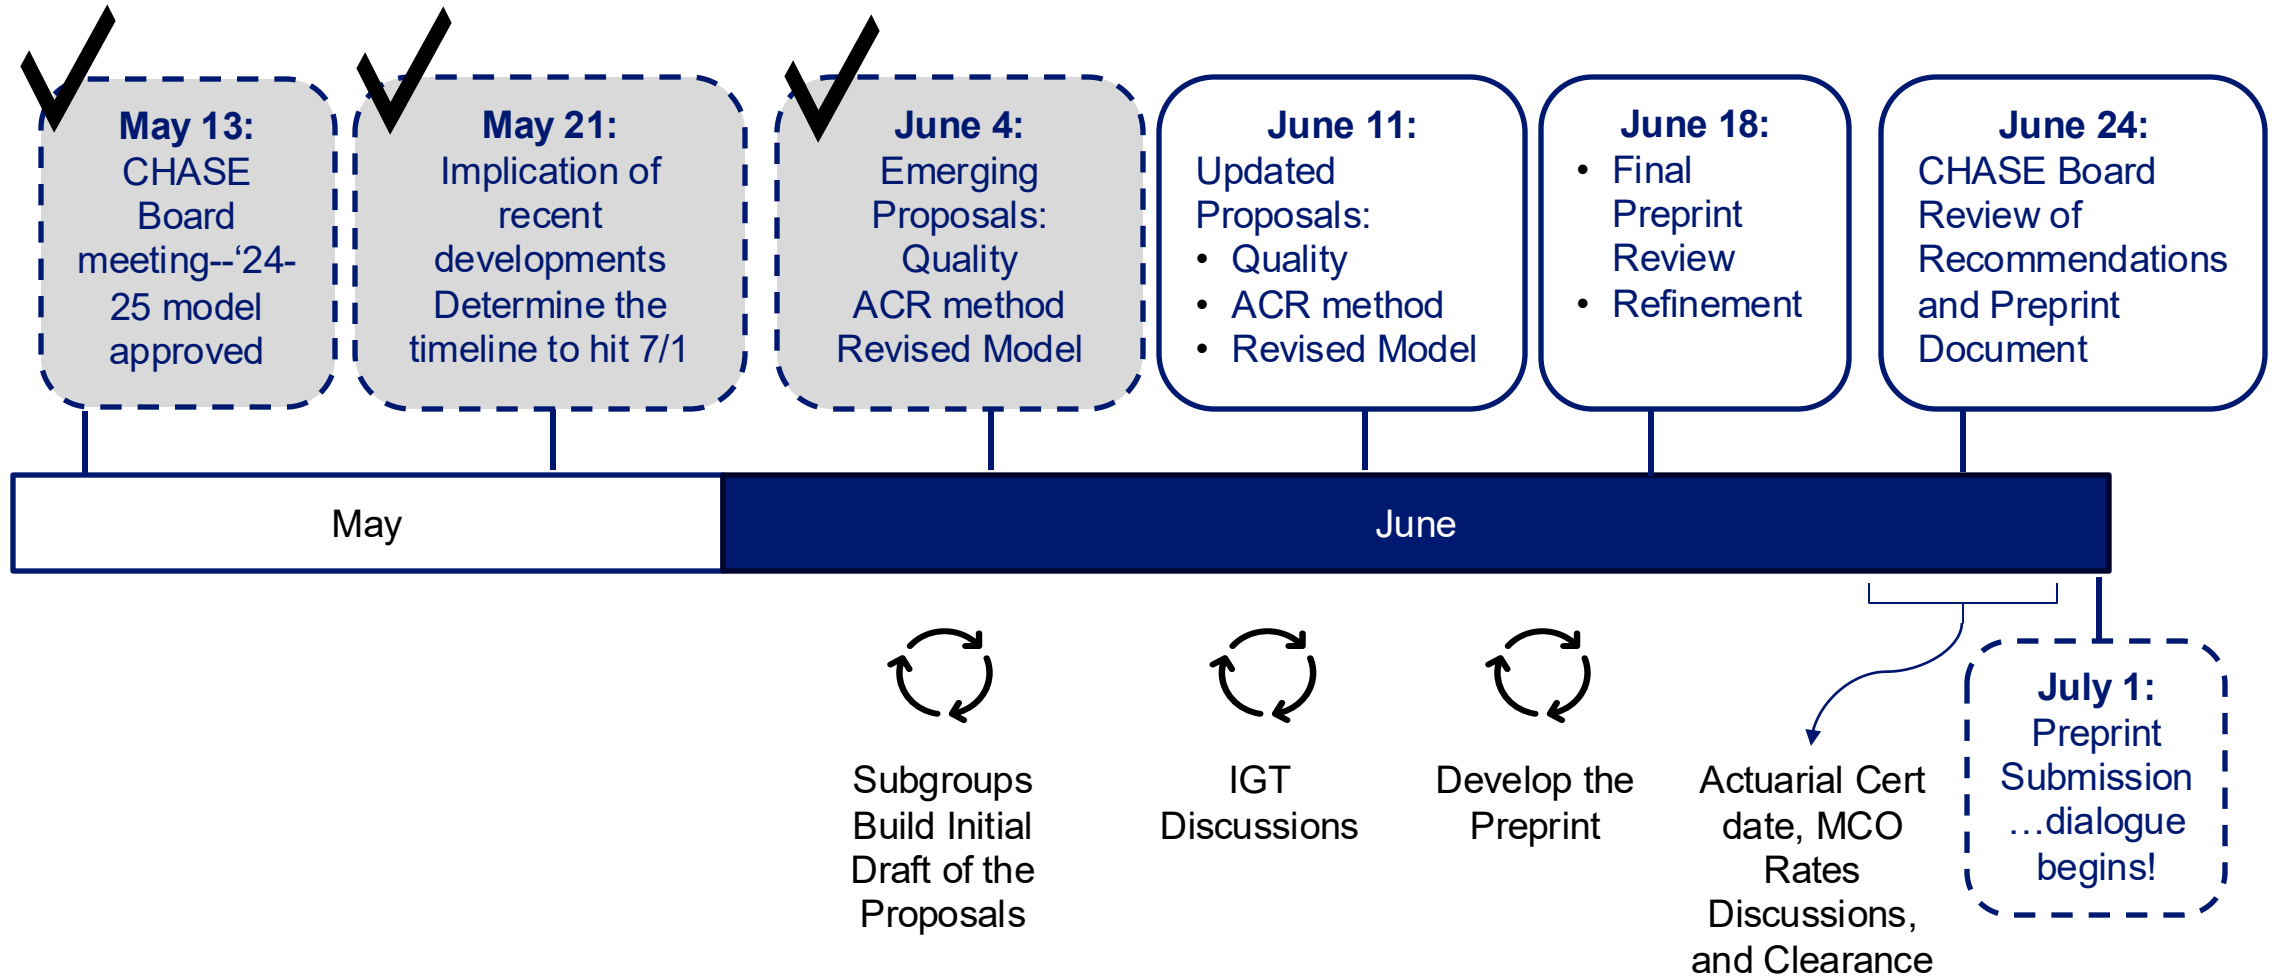 May 13:
CHASE
Board
meeting--‘24-
25 model
approved
May 21:
Implication of
recent
developments
Determine the
timeline to hit 7/1
June 4:
Emerging
Proposals:
Quality
ACR method
Revised Model
June 11:
Updated
Proposals:
• Quality
• ACR method
• Revised Model
June 18:
• Final
Preprint
Review
• Refinement
June 24:
CHASE Board
Review of
Recommendations
and Preprint
Document
May
June
Subgroups
Build Initial
Draft of the
Proposals
IGT
Discussions
Develop the
Preprint
Actuarial Cert
date, MCO
Rates
Discussions,
and Clearance
July 1:
Preprint
Submission
…dialogue
begins!